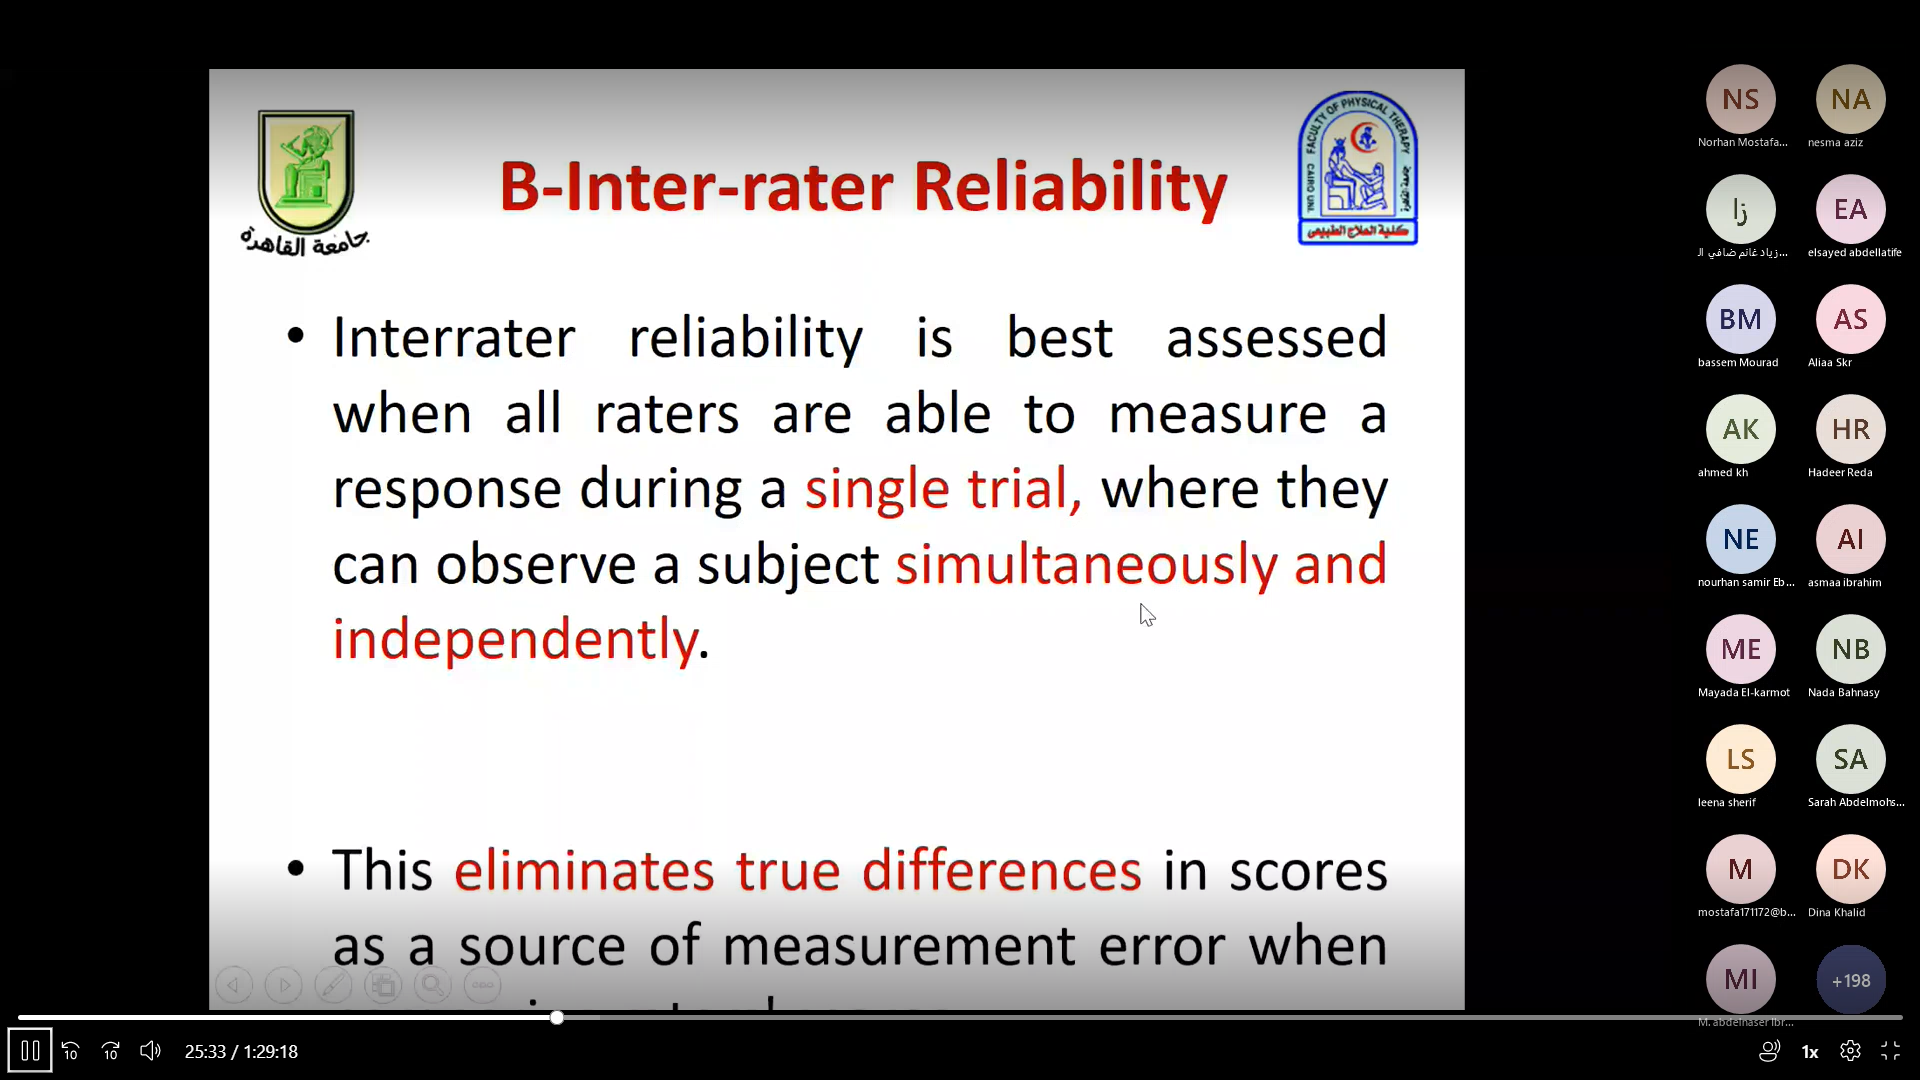 جامعة القاهرة
B-Inter-rater Reliability
FACULTY OF PHYSICAL THERAPY
CAIRO UNI.
جامعة القاهرة
كلية العلاج الطبيعى
• Interrater reliability is best assessed
when all raters are able to measure a
response during a single trial, where they
can observe a subject simultaneously and
independently.
• This eliminates true differences in scores
as a source of measurement error when
NS
Norhan Mostafa...
NA
nesma aziz
زا
زياد غانم ضافي ال...
EA
elsayed abdellatife
BM
bassem Mourad
AS
Aliaa Skr
AK
ahmed kh
HR
Hadeer Reda
NE
nourhan samir Eb...
AI
asmaa ibrahim
ME
Mayada El-karmot
NB
Nada Bahnasy
LS
leena sherif
SA
Sarah Abdelmohs...
M
mostafa171172@b...
DK
Dina Khalid
MI
M. abdelnaser Ibr...
+198
10
10
25:33 / 1:29:18
1x